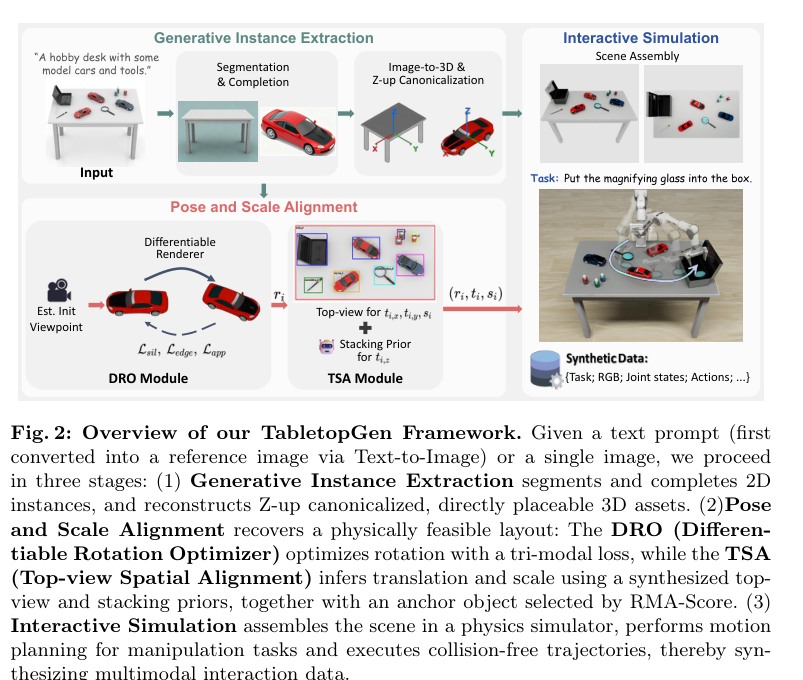 Generative Instance Extraction
"A hobby desk with some
model cars and tools."
Input
Segmentation
& Completion
Image-to-3D &
Z-up Canonicalization
X
Y
Z
X
Y
Z
Pose and Scale Alignment
Est. Init
Viewpoint
Differentiable
Renderer
ℒ_sil, ℒ_edge, ℒ_app
DRO Module
r_i
Top-view for t_{i,x}, t_{i,y}, s_i
Stacking Prior
for t_{i,z}
TSA Module
(r_i, t_i, s_i)
Interactive Simulation
Scene Assembly
Task: Put the magnifying glass into the box.
Synthetic Data:
{Task; RGB; Joint states; Actions; ...}
Fig. 2: Overview of our TabletopGen Framework. Given a text prompt (first
converted into a reference image via Text-to-Image) or a single image, we proceed
in three stages: (1) Generative Instance Extraction segments and completes 2D
instances, and reconstructs Z-up canonicalized, directly placeable 3D assets. (2)Pose
and Scale Alignment recovers a physically feasible layout: The DRO (Differen-
tiable Rotation Optimizer) optimizes rotation with a tri-modal loss, while the TSA
(Top-view Spatial Alignment) infers translation and scale using a synthesized top-
view and stacking priors, together with an anchor object selected by RMA-Score. (3)
Interactive Simulation assembles the scene in a physics simulator, performs motion
planning for manipulation tasks and executes collision-free trajectories, thereby syn-
thesizing multimodal interaction data.